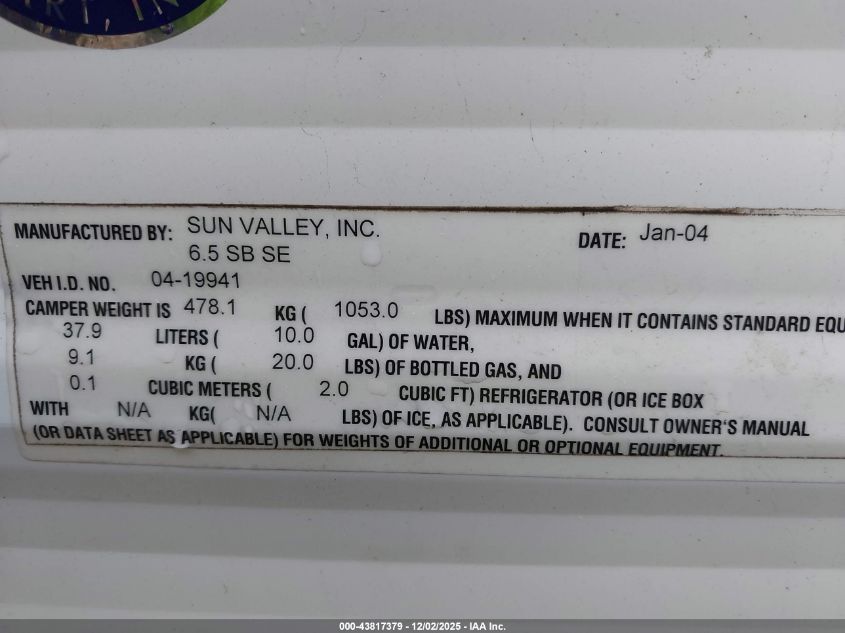 MANUFACTURED BY: SUN VALLEY, INC. DATE: Jan-04
6.5 SB SE
VEH I.D. NO. 04-19941
CAMPER WEIGHT IS 478.1 KG ( 1053.0 LBS) MAXIMUM WHEN IT CONTAINS STANDARD EQU
37.9 LITERS ( 10.0 GAL) OF WATER,
9.1 KG ( 20.0 LBS) OF BOTTLED GAS, AND
0.1 CUBIC METERS ( 2.0 CUBIC FT) REFRIGERATOR (OR ICE BOX
WITH N/A KG( N/A LBS) OF ICE, AS APPLICABLE). CONSULT OWNER'S MANUAL
(OR DATA SHEET AS APPLICABLE) FOR WEIGHTS OF ADDITIONAL OR OPTIONAL EQUIPMENT.
000-43817379 - 12/02/2025 - IAA Inc.